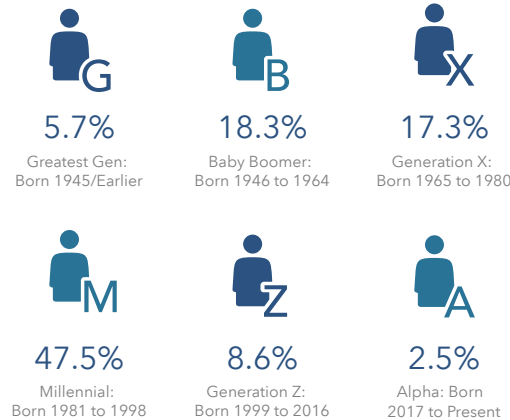 G
B
X
5.7%
18.3%
17.3%
Greatest Gen:
Born 1945/Earlier
Baby Boomer:
Born 1946 to 1964
Generation X:
Born 1965 to 1980
M
Z
A
47.5%
8.6%
2.5%
Millennial:
Born 1981 to 1998
Generation Z:
Born 1999 to 2016
Alpha: Born
2017 to Present